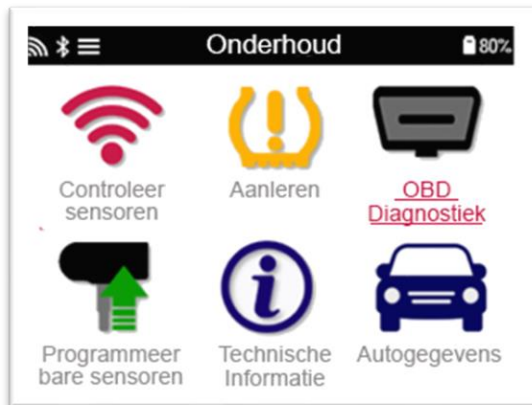 Onderhoud
80%
Controleer
sensoren
Aanleren
OBD
Diagnostiek
Programmeer
bare sensoren
Technische
Informatie
Autogegevens